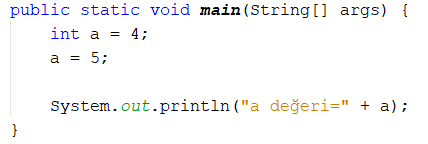 public static void main(String[] args) {
    int a = 4;
    a = 5;

    System.out.println("a değeri=" + a);
}